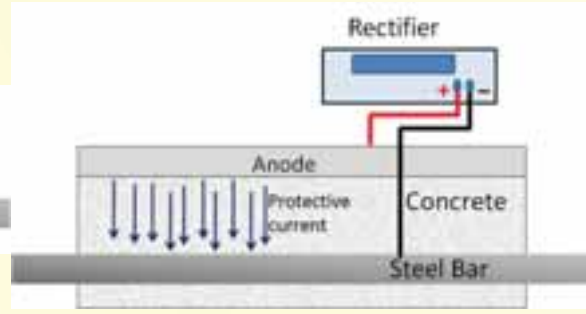 Rectifier
+ −
Anode
Protective
current
Concrete
Steel Bar